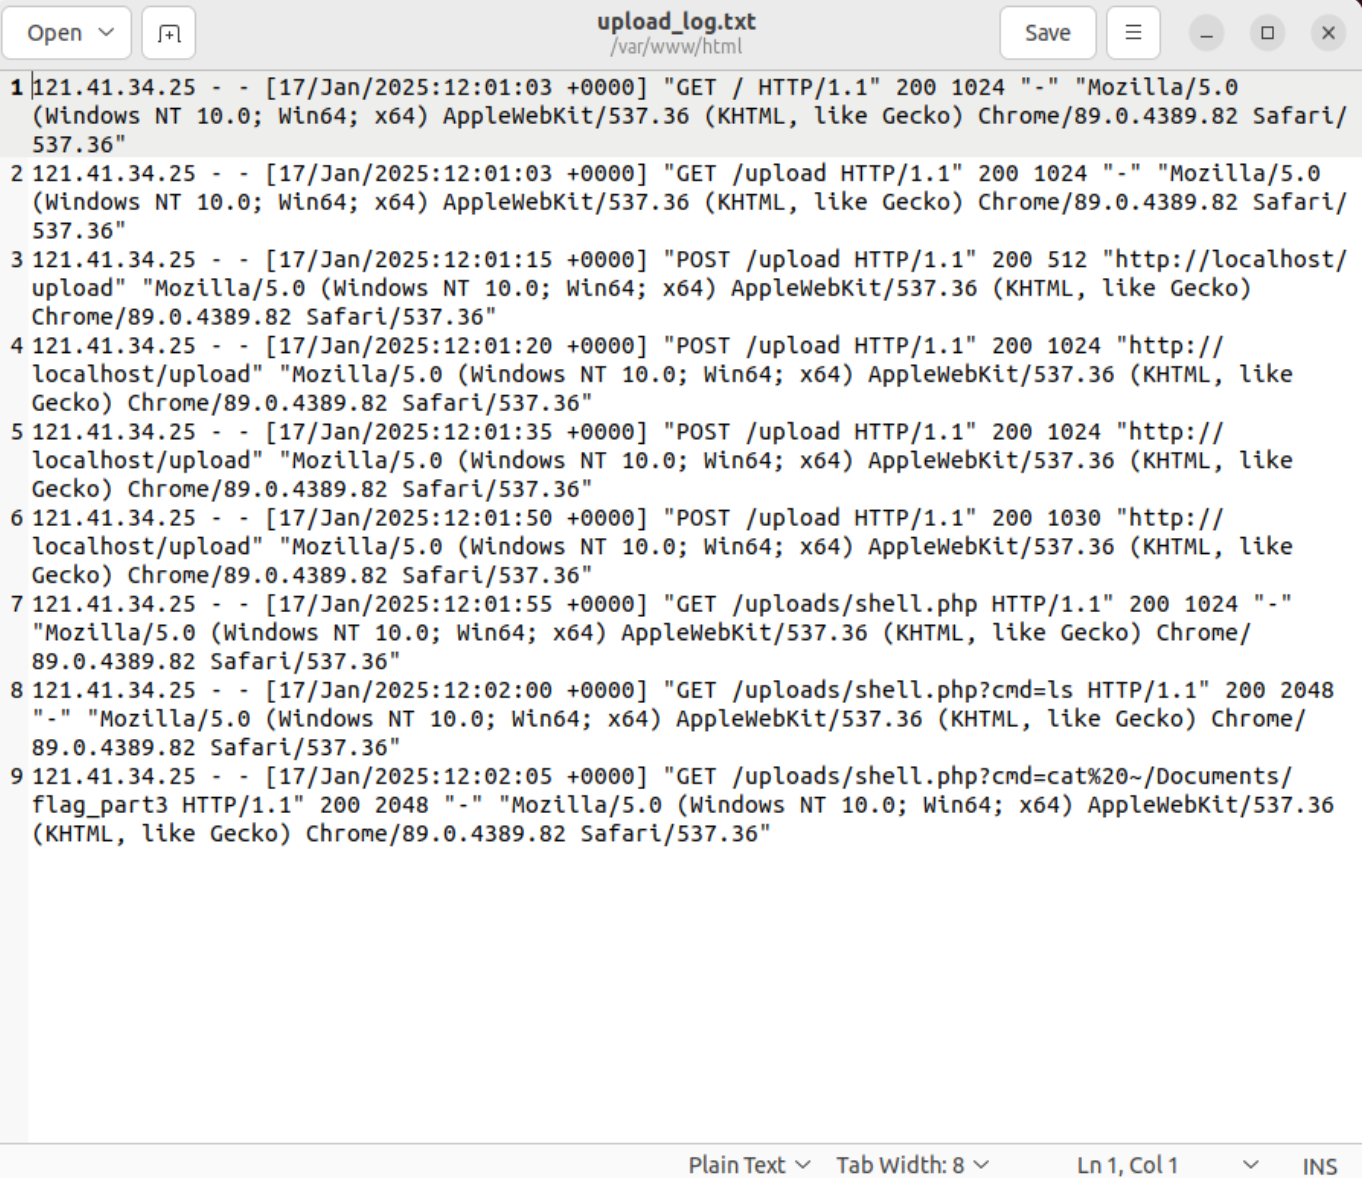 Open
upload_log.txt
/var/www/html
Save
1 121.41.34.25 - - [17/Jan/2025:12:01:03 +0000] "GET / HTTP/1.1" 200 1024 "-" "Mozilla/5.0
(Windows NT 10.0; Win64; x64) AppleWebKit/537.36 (KHTML, like Gecko) Chrome/89.0.4389.82 Safari/
537.36"
2 121.41.34.25 - - [17/Jan/2025:12:01:03 +0000] "GET /upload HTTP/1.1" 200 1024 "-" "Mozilla/5.0
(Windows NT 10.0; Win64; x64) AppleWebKit/537.36 (KHTML, like Gecko) Chrome/89.0.4389.82 Safari/
537.36"
3 121.41.34.25 - - [17/Jan/2025:12:01:15 +0000] "POST /upload HTTP/1.1" 200 512 "http://localhost/
upload" "Mozilla/5.0 (Windows NT 10.0; Win64; x64) AppleWebKit/537.36 (KHTML, like Gecko)
Chrome/89.0.4389.82 Safari/537.36"
4 121.41.34.25 - - [17/Jan/2025:12:01:20 +0000] "POST /upload HTTP/1.1" 200 1024 "http://
localhost/upload" "Mozilla/5.0 (Windows NT 10.0; Win64; x64) AppleWebKit/537.36 (KHTML, like
Gecko) Chrome/89.0.4389.82 Safari/537.36"
5 121.41.34.25 - - [17/Jan/2025:12:01:35 +0000] "POST /upload HTTP/1.1" 200 1024 "http://
localhost/upload" "Mozilla/5.0 (Windows NT 10.0; Win64; x64) AppleWebKit/537.36 (KHTML, like
Gecko) Chrome/89.0.4389.82 Safari/537.36"
6 121.41.34.25 - - [17/Jan/2025:12:01:50 +0000] "POST /upload HTTP/1.1" 200 1030 "http://
localhost/upload" "Mozilla/5.0 (Windows NT 10.0; Win64; x64) AppleWebKit/537.36 (KHTML, like
Gecko) Chrome/89.0.4389.82 Safari/537.36"
7 121.41.34.25 - - [17/Jan/2025:12:01:55 +0000] "GET /uploads/shell.php HTTP/1.1" 200 1024 "-"
"Mozilla/5.0 (Windows NT 10.0; Win64; x64) AppleWebKit/537.36 (KHTML, like Gecko) Chrome/
89.0.4389.82 Safari/537.36"
8 121.41.34.25 - - [17/Jan/2025:12:02:00 +0000] "GET /uploads/shell.php?cmd=ls HTTP/1.1" 200 2048
"-" "Mozilla/5.0 (Windows NT 10.0; Win64; x64) AppleWebKit/537.36 (KHTML, like Gecko) Chrome/
89.0.4389.82 Safari/537.36"
9 121.41.34.25 - - [17/Jan/2025:12:02:05 +0000] "GET /uploads/shell.php?cmd=cat%20~/Documents/
flag_part3 HTTP/1.1" 200 2048 "-" "Mozilla/5.0 (Windows NT 10.0; Win64; x64) AppleWebKit/537.36
(KHTML, like Gecko) Chrome/89.0.4389.82 Safari/537.36"
Plain Text Tab Width: 8 Ln 1, Col 1 INS